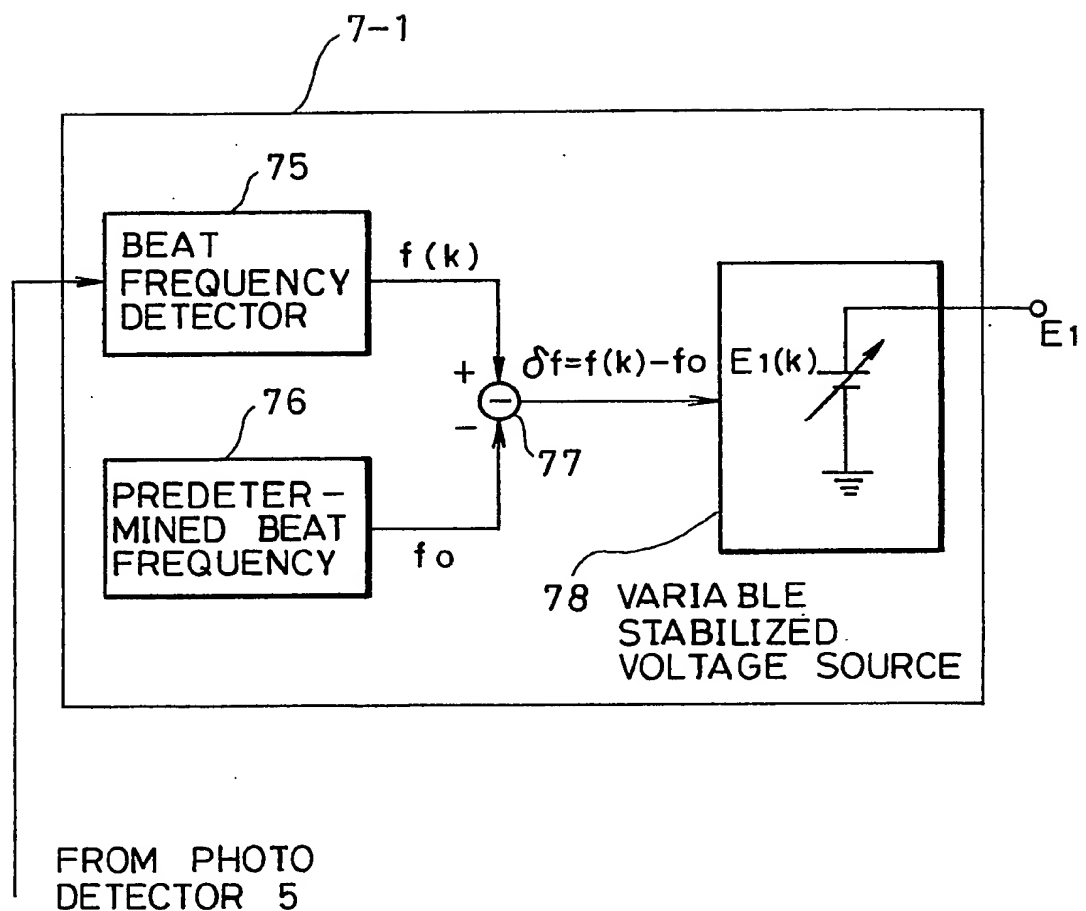 7-1
75
BEAT
FREQUENCY
DETECTOR
f(k)
76
PREDETER-
MINED BEAT
FREQUENCY
fo
+
-
-
77
δf=f(k)-fo
E1(k)
E1
78 VARIABLE
STABILIZED
VOLTAGE SOURCE
FROM PHOTO
DETECTOR 5